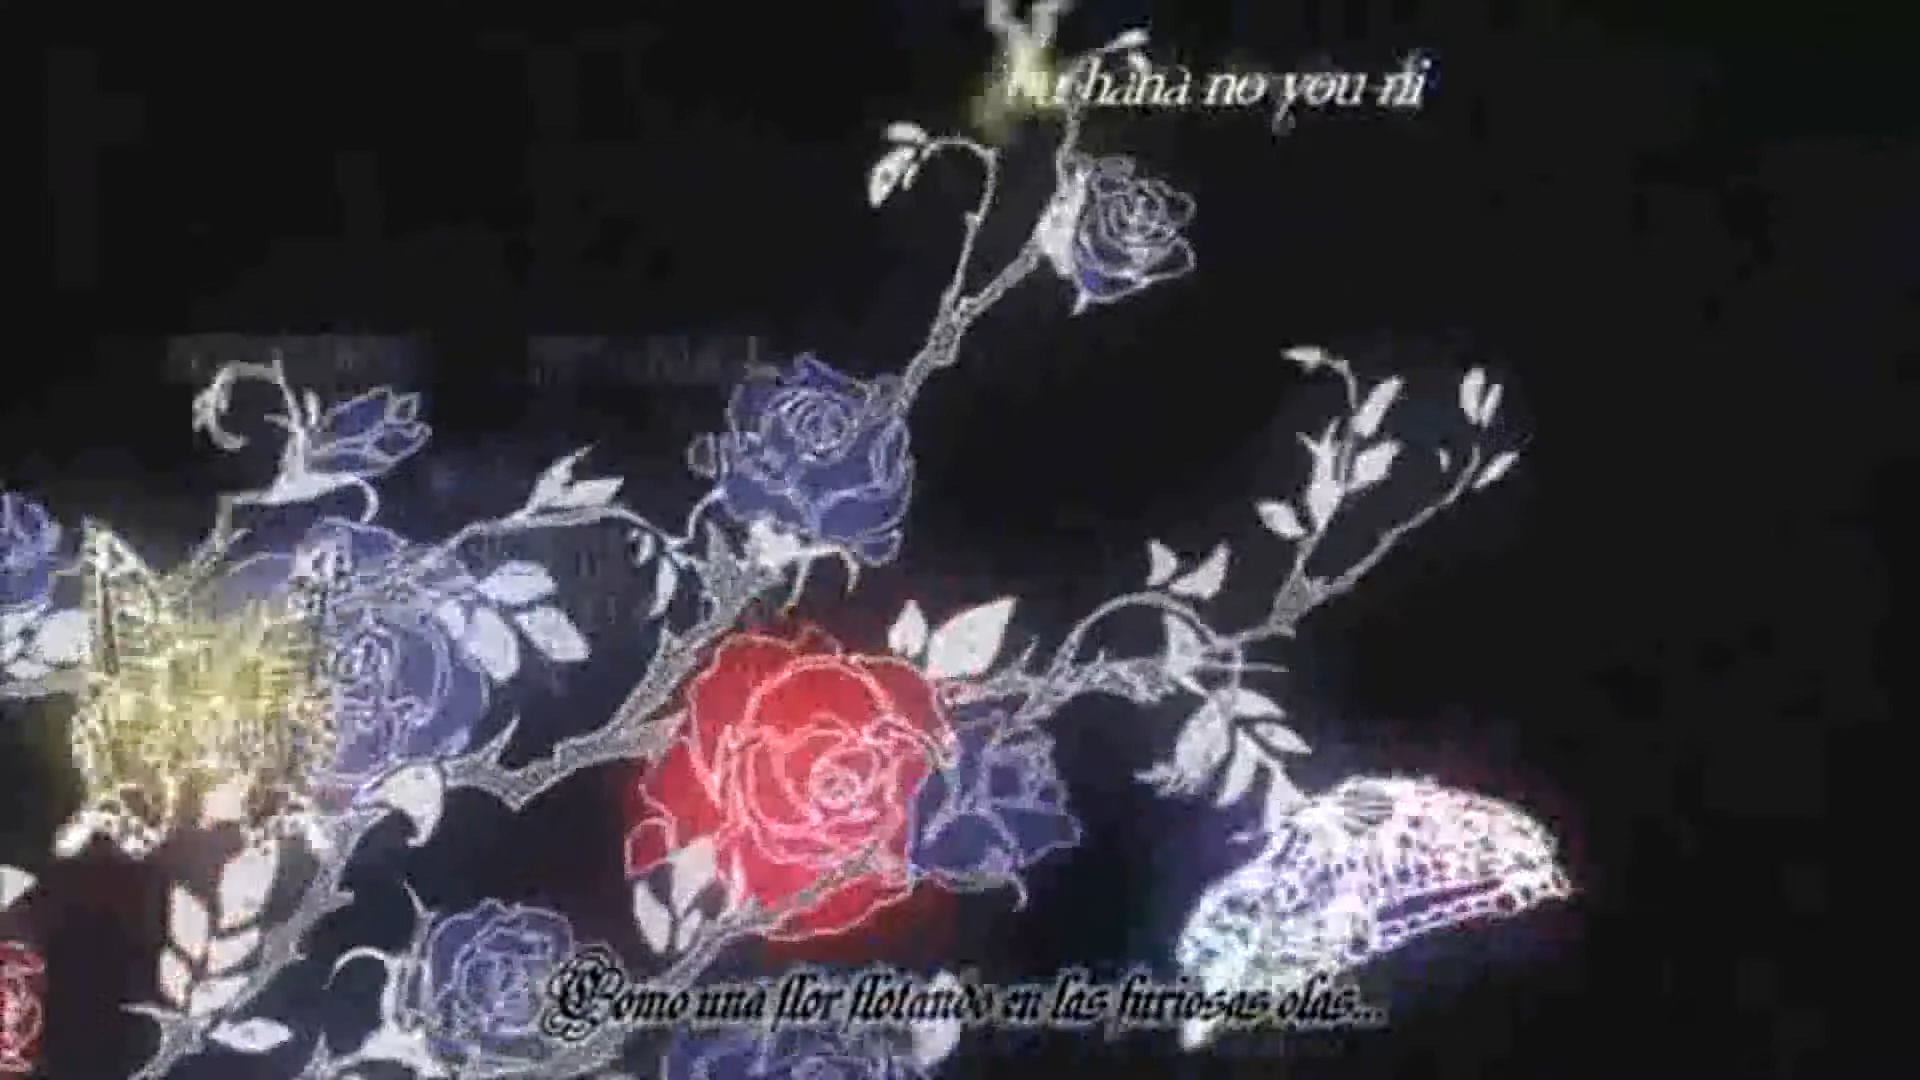 hana no you ni
Como una flor flotando en las furiosas olas...